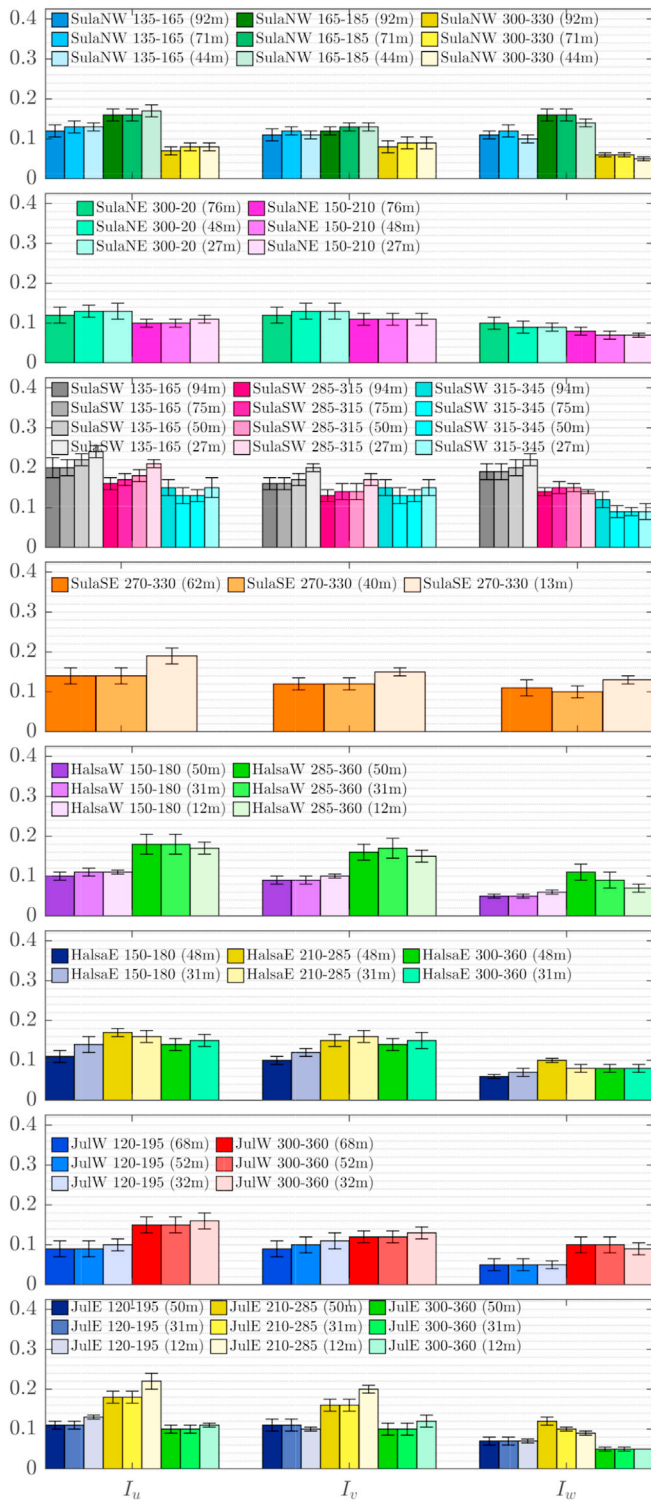 0.4 SulaNW 135-165 (92m) SulaNW 165-185 (92m) SulaNW 300-330 (92m)
SulaNW 135-165 (71m) SulaNW 165-185 (71m) SulaNW 300-330 (71m)
0.3 SulaNW 135-165 (44m) SulaNW 165-185 (44m) SulaNW 300-330 (44m)
0.2
0.1
0
0.4 SulaNE 300-20 (76m) SulaNE 150-210 (76m)
SulaNE 300-20 (48m) SulaNE 150-210 (48m)
0.3 SulaNE 300-20 (27m) SulaNE 150-210 (27m)
0.2
0.1
0
0.4 SulaSW 135-165 (94m) SulaSW 285-315 (94m) SulaSW 315-345 (94m)
SulaSW 135-165 (75m) SulaSW 285-315 (75m) SulaSW 315-345 (75m)
0.3 SulaSW 135-165 (50m) SulaSW 285-315 (50m) SulaSW 315-345 (50m)
SulaSW 135-165 (27m) SulaSW 285-315 (27m) SulaSW 315-345 (27m)
0.2
0.1
0
0.4
SulaSE 270-330 (62m) SulaSE 270-330 (40m) SulaSE 270-330 (13m)
0.3
0.2
0.1
0
0.4
HalsaW 150-180 (50m) HalsaW 285-360 (50m)
0.3 HalsaW 150-180 (31m) HalsaW 285-360 (31m)
HalsaW 150-180 (12m) HalsaW 285-360 (12m)
0.2
0.1
0
0.4
HalsaE 150-180 (48m) HalsaE 210-285 (48m) HalsaE 300-360 (48m)
0.3 HalsaE 150-180 (31m) HalsaE 210-285 (31m) HalsaE 300-360 (31m)
0.2
0.1
0
0.4
JulW 120-195 (68m) JulW 300-360 (68m)
0.3 JulW 120-195 (52m) JulW 300-360 (52m)
JulW 120-195 (32m) JulW 300-360 (32m)
0.2
0.1
0
0.4 JulE 120-195 (50m) JulE 210-285 (50m) JulE 300-360 (50m)
JulE 120-195 (31m) JulE 210-285 (31m) JulE 300-360 (31m)
0.3 JulE 120-195 (12m) JulE 210-285 (12m) JulE 300-360 (12m)
0.2
0.1
0
I_u I_v I_w